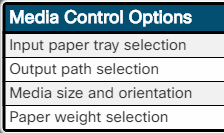 Media Control Options
Input paper tray selection
Output path selection
Media size and orientation
Paper weight selection